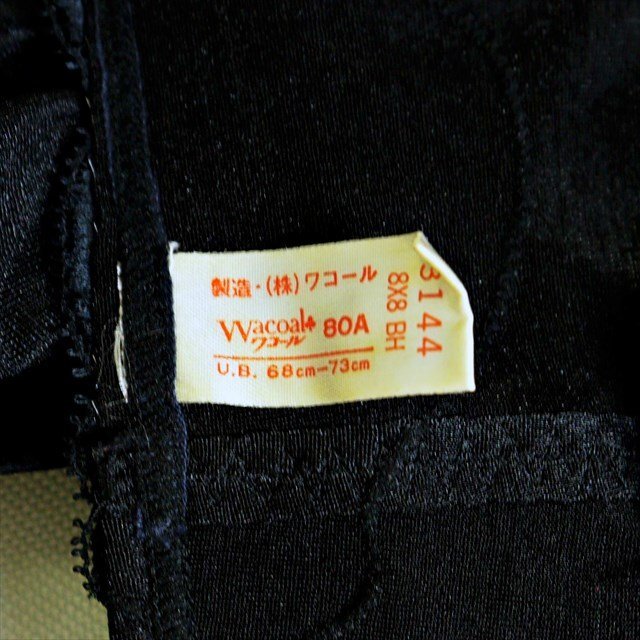 製造・(株)ワコール
Wacoal 80A
ワコール
U.B. 68cm-73cm
8X8 BH
3144